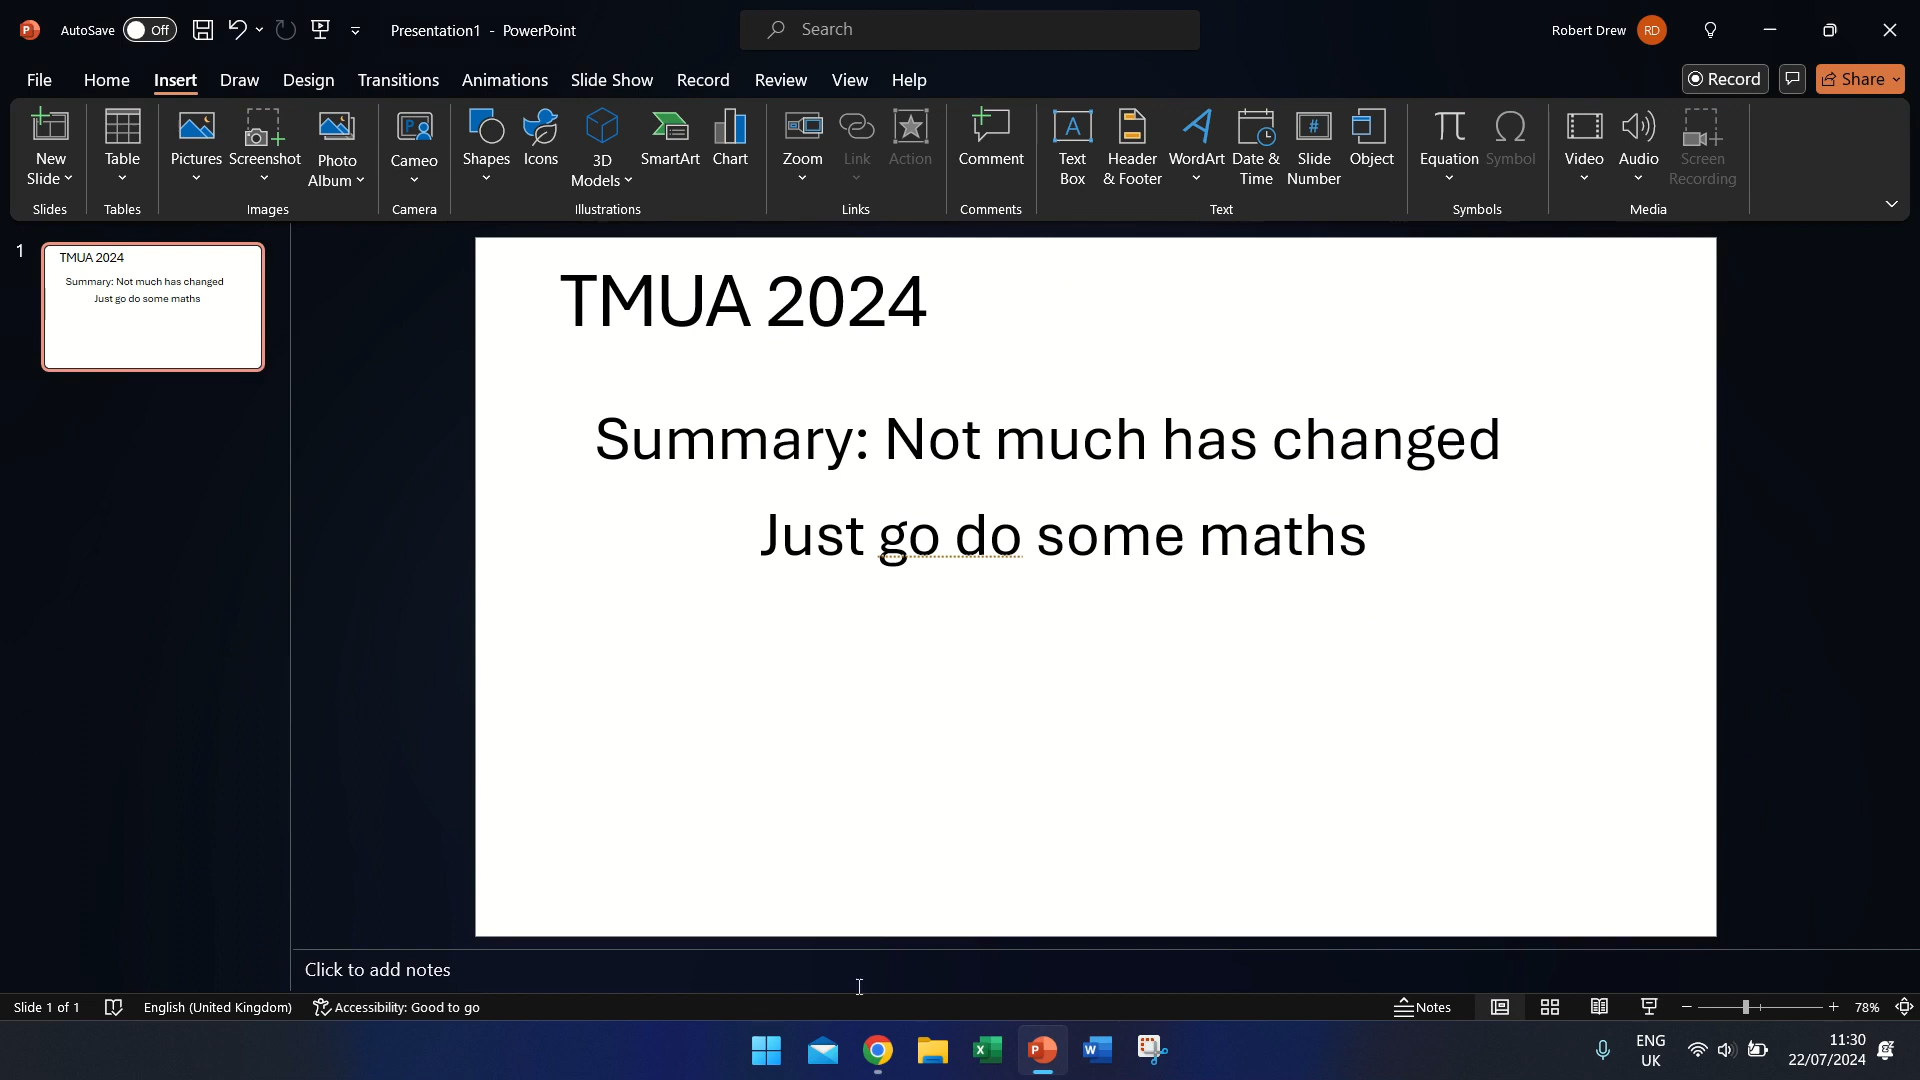 AutoSave Off Presentation1 - PowerPoint Search Robert Drew RD
File Home Insert Draw Design Transitions Animations Slide Show Record Review View Help Record Share
New Slide Table Pictures Screenshot Photo Album Cameo Shapes Icons 3D Models SmartArt Chart Zoom Link Action Comment Text Box Header & Footer WordArt Date & Time Slide Number Object Equation Symbol Video Audio Screen Recording
Slides Tables Images Camera Illustrations Links Comments Text Symbols Media
1
TMUA 2024
Summary: Not much has changed
Just go do some maths
TMUA 2024
Summary: Not much has changed
Just go do some maths
Click to add notes
Slide 1 of 1 English (United Kingdom) Accessibility: Good to go Notes 78%
ENG 11:30
UK 22/07/2024